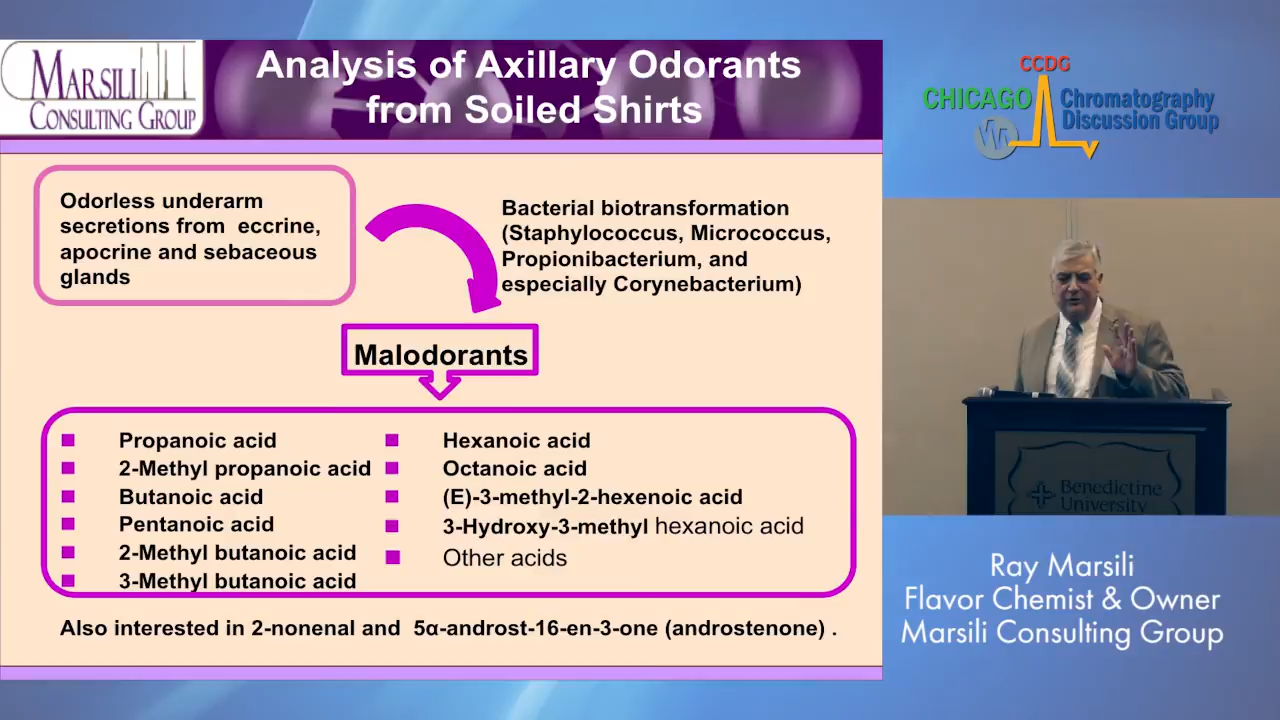 MARSILI
CONSULTING GROUP
Analysis of Axillary Odorants
from Soiled Shirts
CCDG
CHICAGO
Chromatography
Discussion Group
Odorless underarm
secretions from eccrine,
apocrine and sebaceous
glands
Bacterial biotransformation
(Staphylococcus, Micrococcus,
Propionibacterium, and
especially Corynebacterium)
Malodorants
Propanoic acid
2-Methyl propanoic acid
Butanoic acid
Pentanoic acid
2-Methyl butanoic acid
3-Methyl butanoic acid
Hexanoic acid
Octanoic acid
(E)-3-methyl-2-hexenoic acid
3-Hydroxy-3-methyl hexanoic acid
Other acids
Also interested in 2-nonenal and 5α-androst-16-en-3-one (androstenone) .
Benedictine
University
Ray Marsili
Flavor Chemist & Owner
Marsili Consulting Group